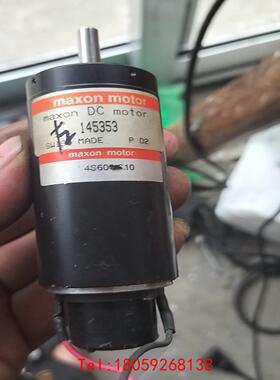 maxon motor
maxon DC motor
145353
SWISS MADE P 02
maxon motor
Tel:18059268138